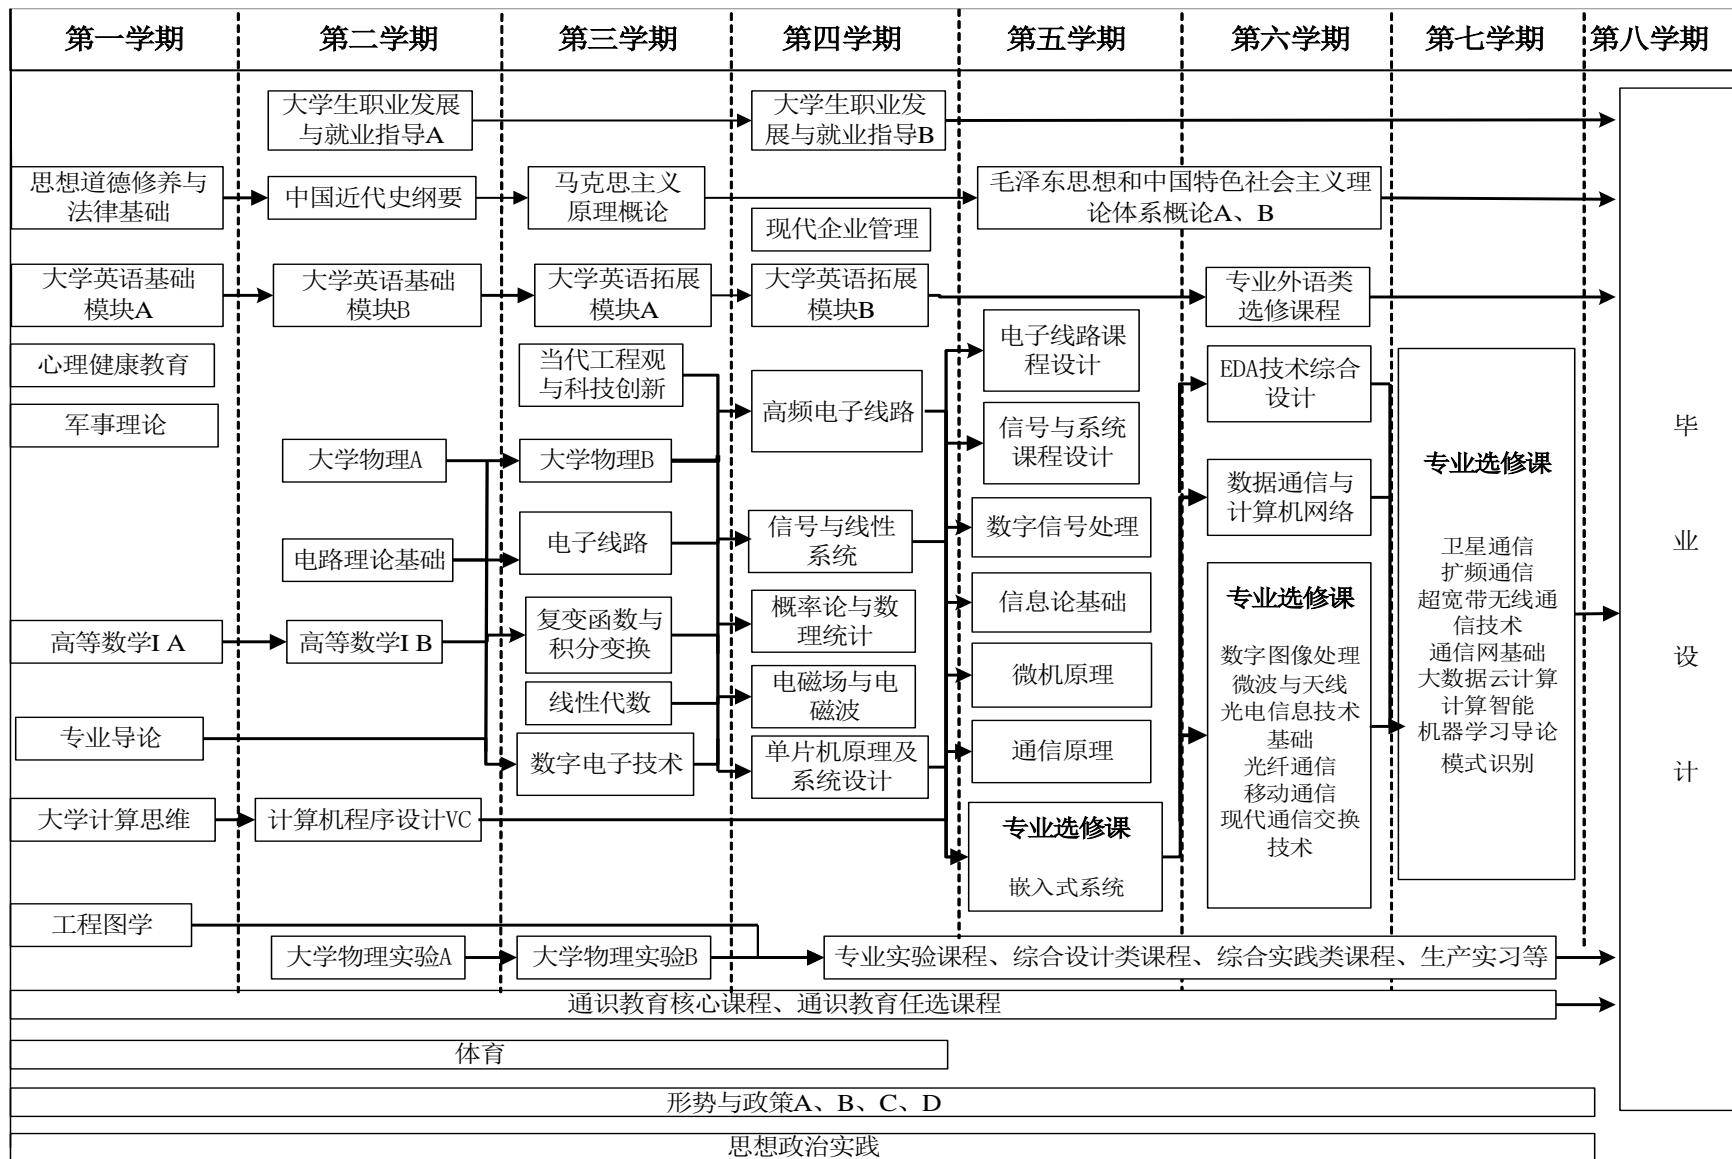 第一学期
第二学期
第三学期
第四学期
第五学期
第六学期
第七学期
第八学期
大学生职业发展
与就业指导A
大学生职业发
展与就业指导B
思想道德修养与
法律基础
中国近代史纲要
马克思主义
原理概论
毛泽东思想和中国特色社会主义理
论体系概论A、B
现代企业管理
大学英语基础
模块A
大学英语基础
模块B
大学英语拓展
模块A
大学英语拓展
模块B
专业外语类
选修课程
心理健康教育
军事理论
当代工程观
与科技创新
高频电子线路
电子线路课
程设计
信号与系统
课程设计
EDA技术综合
设计
大学物理A
大学物理B
数据通信与
计算机网络
电路理论基础
电子线路
信号与线性
系统
数字信号处理
高等数学I A
高等数学I B
复变函数与
积分变换
概率论与数
理统计
信息论基础
线性代数
电磁场与电
磁波
微机原理
专业导论
数字电子技术
单片机原理及
系统设计
通信原理
大学计算思维
计算机程序设计VC
专业选修课
嵌入式系统
专业选修课
数字图像处理
微波与天线
光电信息技术
基础
光纤通信
移动通信
现代通信交换
技术
专业选修课
卫星通信
扩频通信
超宽带无线通
信技术
通信网基础
大数据云计算
计算智能
机器学习导论
模式识别
毕
业
设
计
工程图学
大学物理实验A
大学物理实验B
专业实验课程、综合设计类课程、综合实践类课程、生产实习等
通识教育核心课程、通识教育任选课程
体育
形势与政策A、B、C、D
思想政治实践